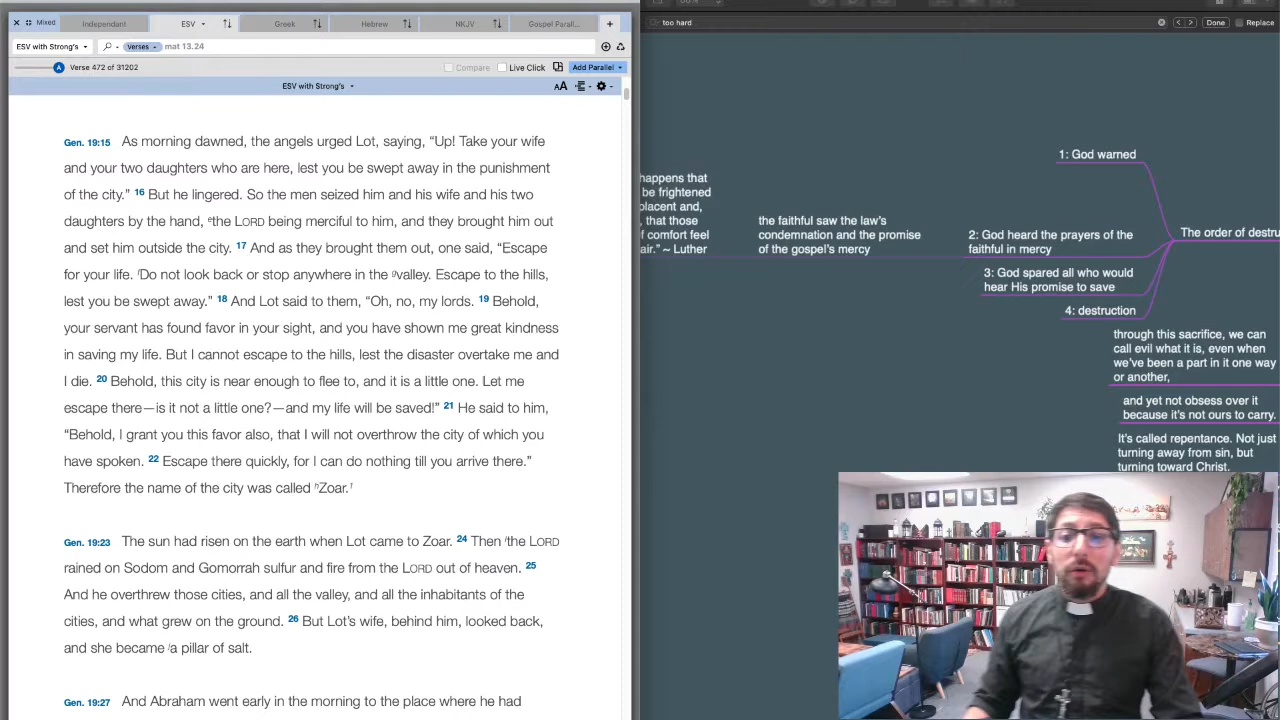 Mixed
Independant
ESV
Greek
Hebrew
NKJV
Gospel Parall...
+
ESV with Strong's
Verses
mat 13.24
Verse 472 of 31202
Compare
Live Click
Add Parallel
ESV with Strong's
AA
Gen. 19:15 As morning dawned, the angels urged Lot, saying, “Up! Take your wife
and your two daughters who are here, lest you be swept away in the punishment
of the city.” 16 But he lingered. So the men seized him and his wife and his two
daughters by the hand, the LORD being merciful to him, and they brought him out
and set him outside the city. 17 And as they brought them out, one said, “Escape
for your life. Do not look back or stop anywhere in the valley. Escape to the hills,
lest you be swept away.” 18 And Lot said to them, “Oh, no, my lords. 19 Behold,
your servant has found favor in your sight, and you have shown me great kindness
in saving my life. But I cannot escape to the hills, lest the disaster overtake me and
I die. 20 Behold, this city is near enough to flee to, and it is a little one. Let me
escape there—is it not a little one?—and my life will be saved!” 21 He said to him,
“Behold, I grant you this favor also, that I will not overthrow the city of which you
have spoken. 22 Escape there quickly, for I can do nothing till you arrive there.”
Therefore the name of the city was called Zoar.
Gen. 19:23 The sun had risen on the earth when Lot came to Zoar. 24 Then the LORD
rained on Sodom and Gomorrah sulfur and fire from the LORD out of heaven. 25
And he overthrew those cities, and all the valley, and all the inhabitants of the
cities, and what grew on the ground. 26 But Lot’s wife, behind him, looked back,
and she became a pillar of salt.
Gen. 19:27 And Abraham went early in the morning to the place where he had
too hard
Done
Replace
happens that
be frightened
placent and,
, that those
f comfort feel
air.” ~ Luther
the faithful saw the law’s
condemnation and the promise
of the gospel’s mercy
1: God warned
2: God heard the prayers of the
faithful in mercy
3: God spared all who would
hear His promise to save
4: destruction
The order of destru
through this sacrifice, we can
call evil what it is, even when
we’ve been a part in it one way
or another,
and yet not obsess over it
because it’s not ours to carry.
It’s called repentance. Not just
turning away from sin, but
turning toward Christ.